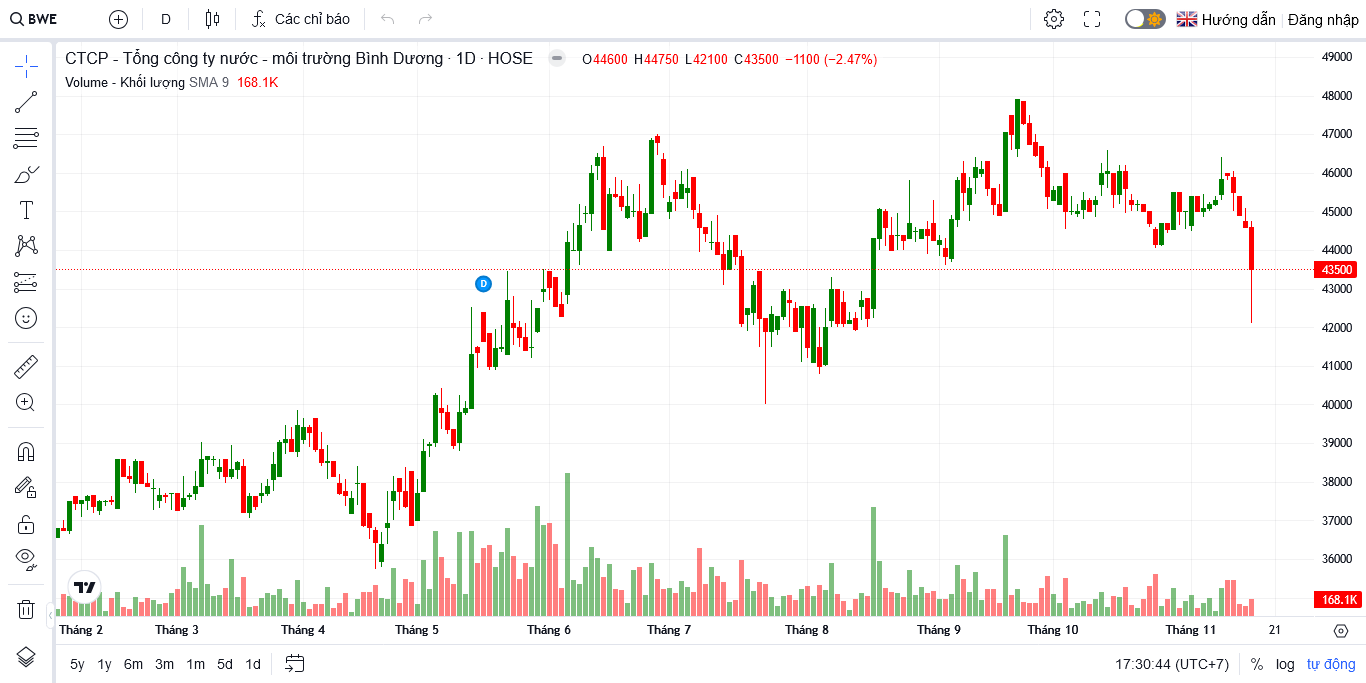 BWE D Các chỉ báo Hướng dẫn Đăng nhập
CTCP - Tổng công ty nước - môi trường Bình Dương · 1D · HOSE O44600 H44750 L42100 C43500 −1100 (−2.47%)
Volume - Khối lượng SMA 9 168.1K
49000
48000
47000
46000
45000
44000
43500
43000
42000
41000
40000
39000
38000
37000
36000
168.1K
D
Tháng 2 Tháng 3 Tháng 4 Tháng 5 Tháng 6 Tháng 7 Tháng 8 Tháng 9 Tháng 10 Tháng 11 21
5y 1y 6m 3m 1m 5d 1d 17:30:44 (UTC+7) % log tự động